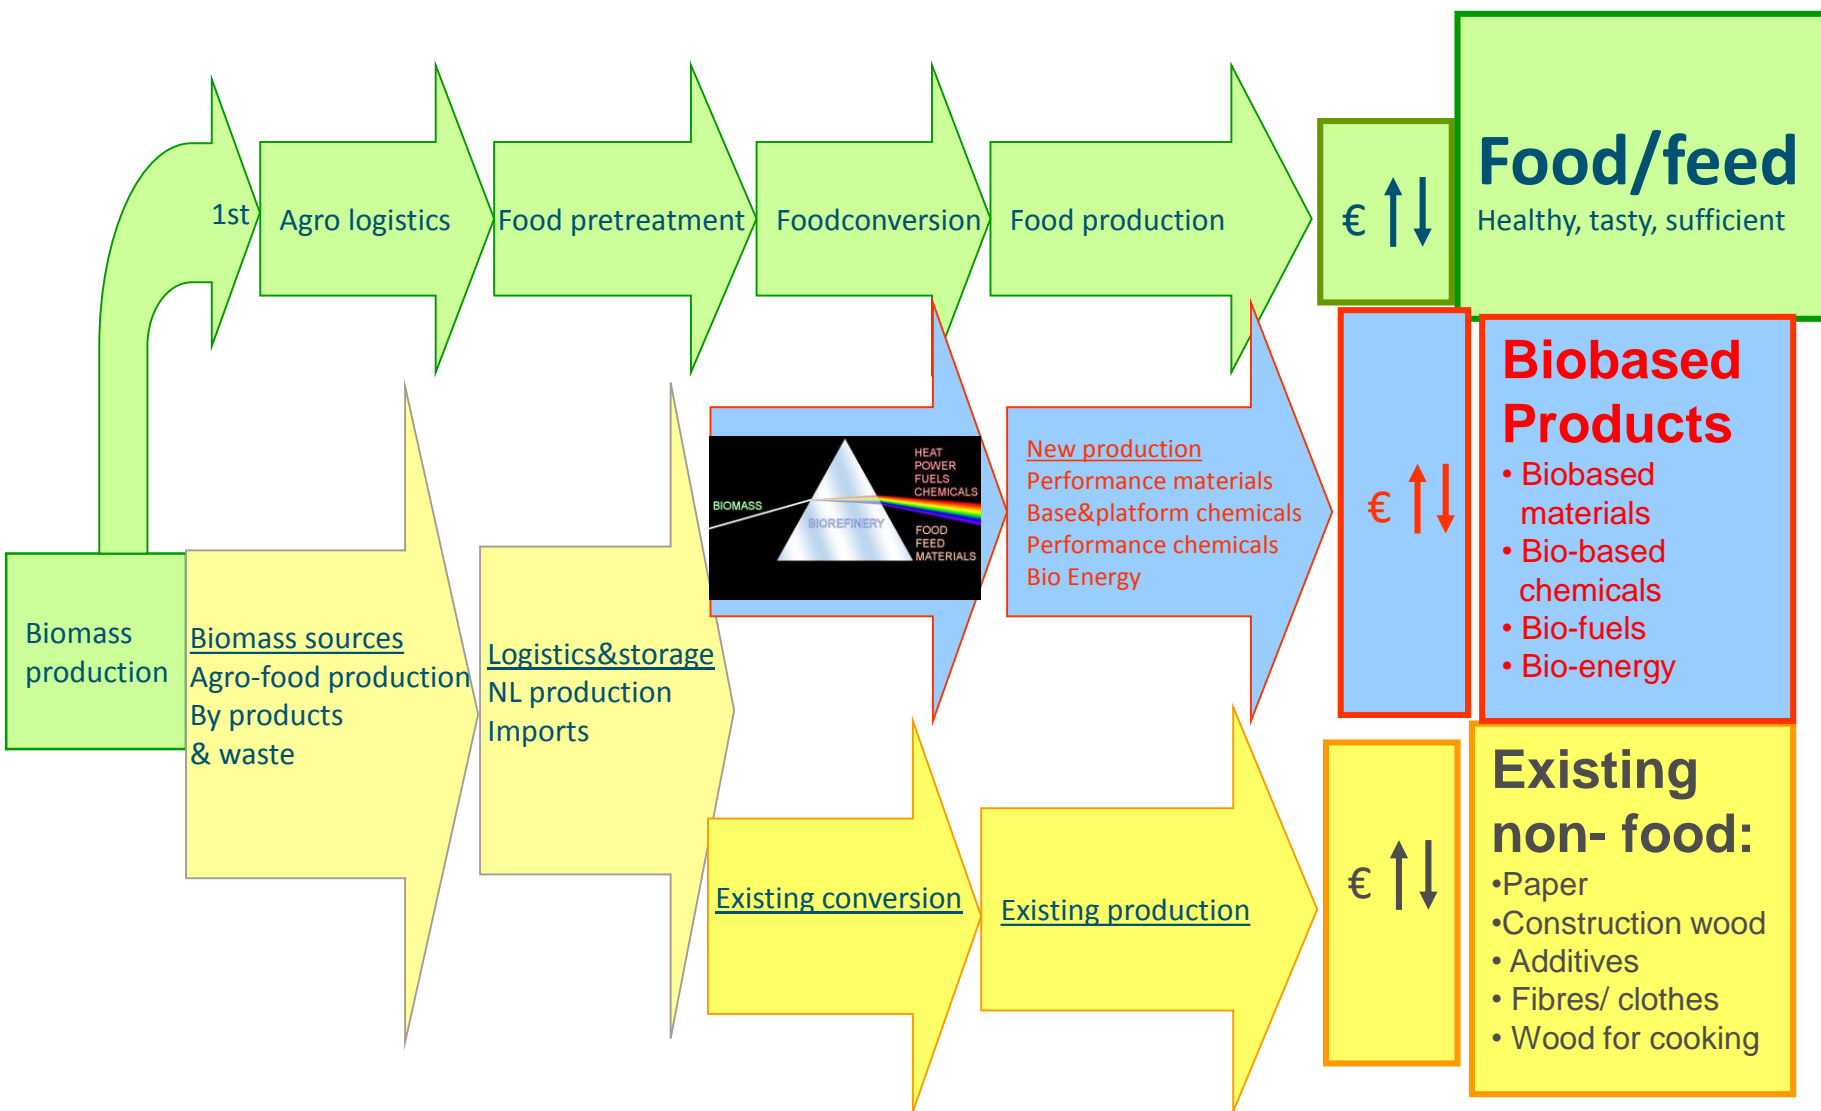 1st
Agro logistics
Food pretreatment
Foodconversion
Food production
€
Food/feed
Healthy, tasty, sufficient
Biomass
production
Biomass sources
Agro-food production
By products
& waste
Logistics&storage
NL production
Imports
BIOMASS
BIOREFINERY
HEAT
POWER
FUELS
CHEMICALS
FOOD
FEED
MATERIALS
New production
Performance materials
Base&platform chemicals
Performance chemicals
Bio Energy
€
Biobased
Products
• Biobased
materials
• Bio-based
chemicals
• Bio-fuels
• Bio-energy
Existing conversion
Existing production
€
Existing
non- food:
•Paper
•Construction wood
• Additives
• Fibres/ clothes
• Wood for cooking